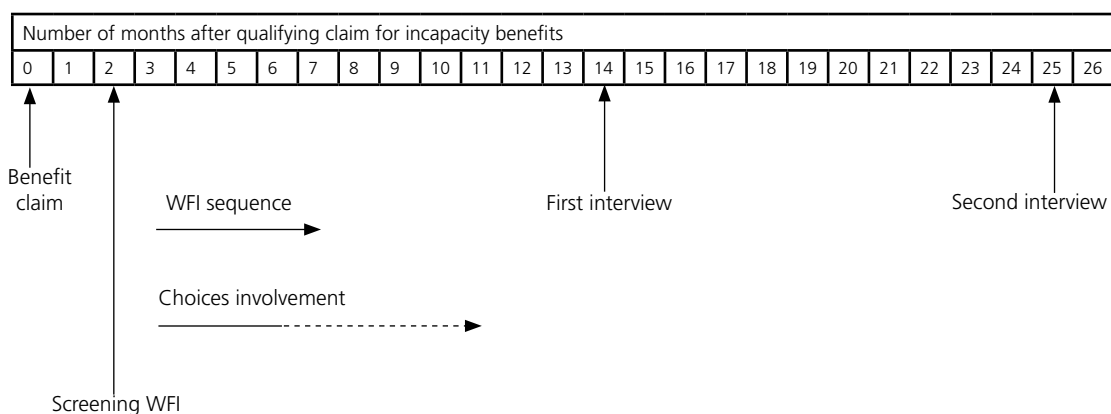 Number of months after qualifying claim for incapacity benefits
0 1 2 3 4 5 6 7 8 9 10 11 12 13 14 15 16 17 18 19 20 21 22 23 24 25 26
Benefit
claim
WFI sequence
First interview
Second interview
Choices involvement
Screening WFI